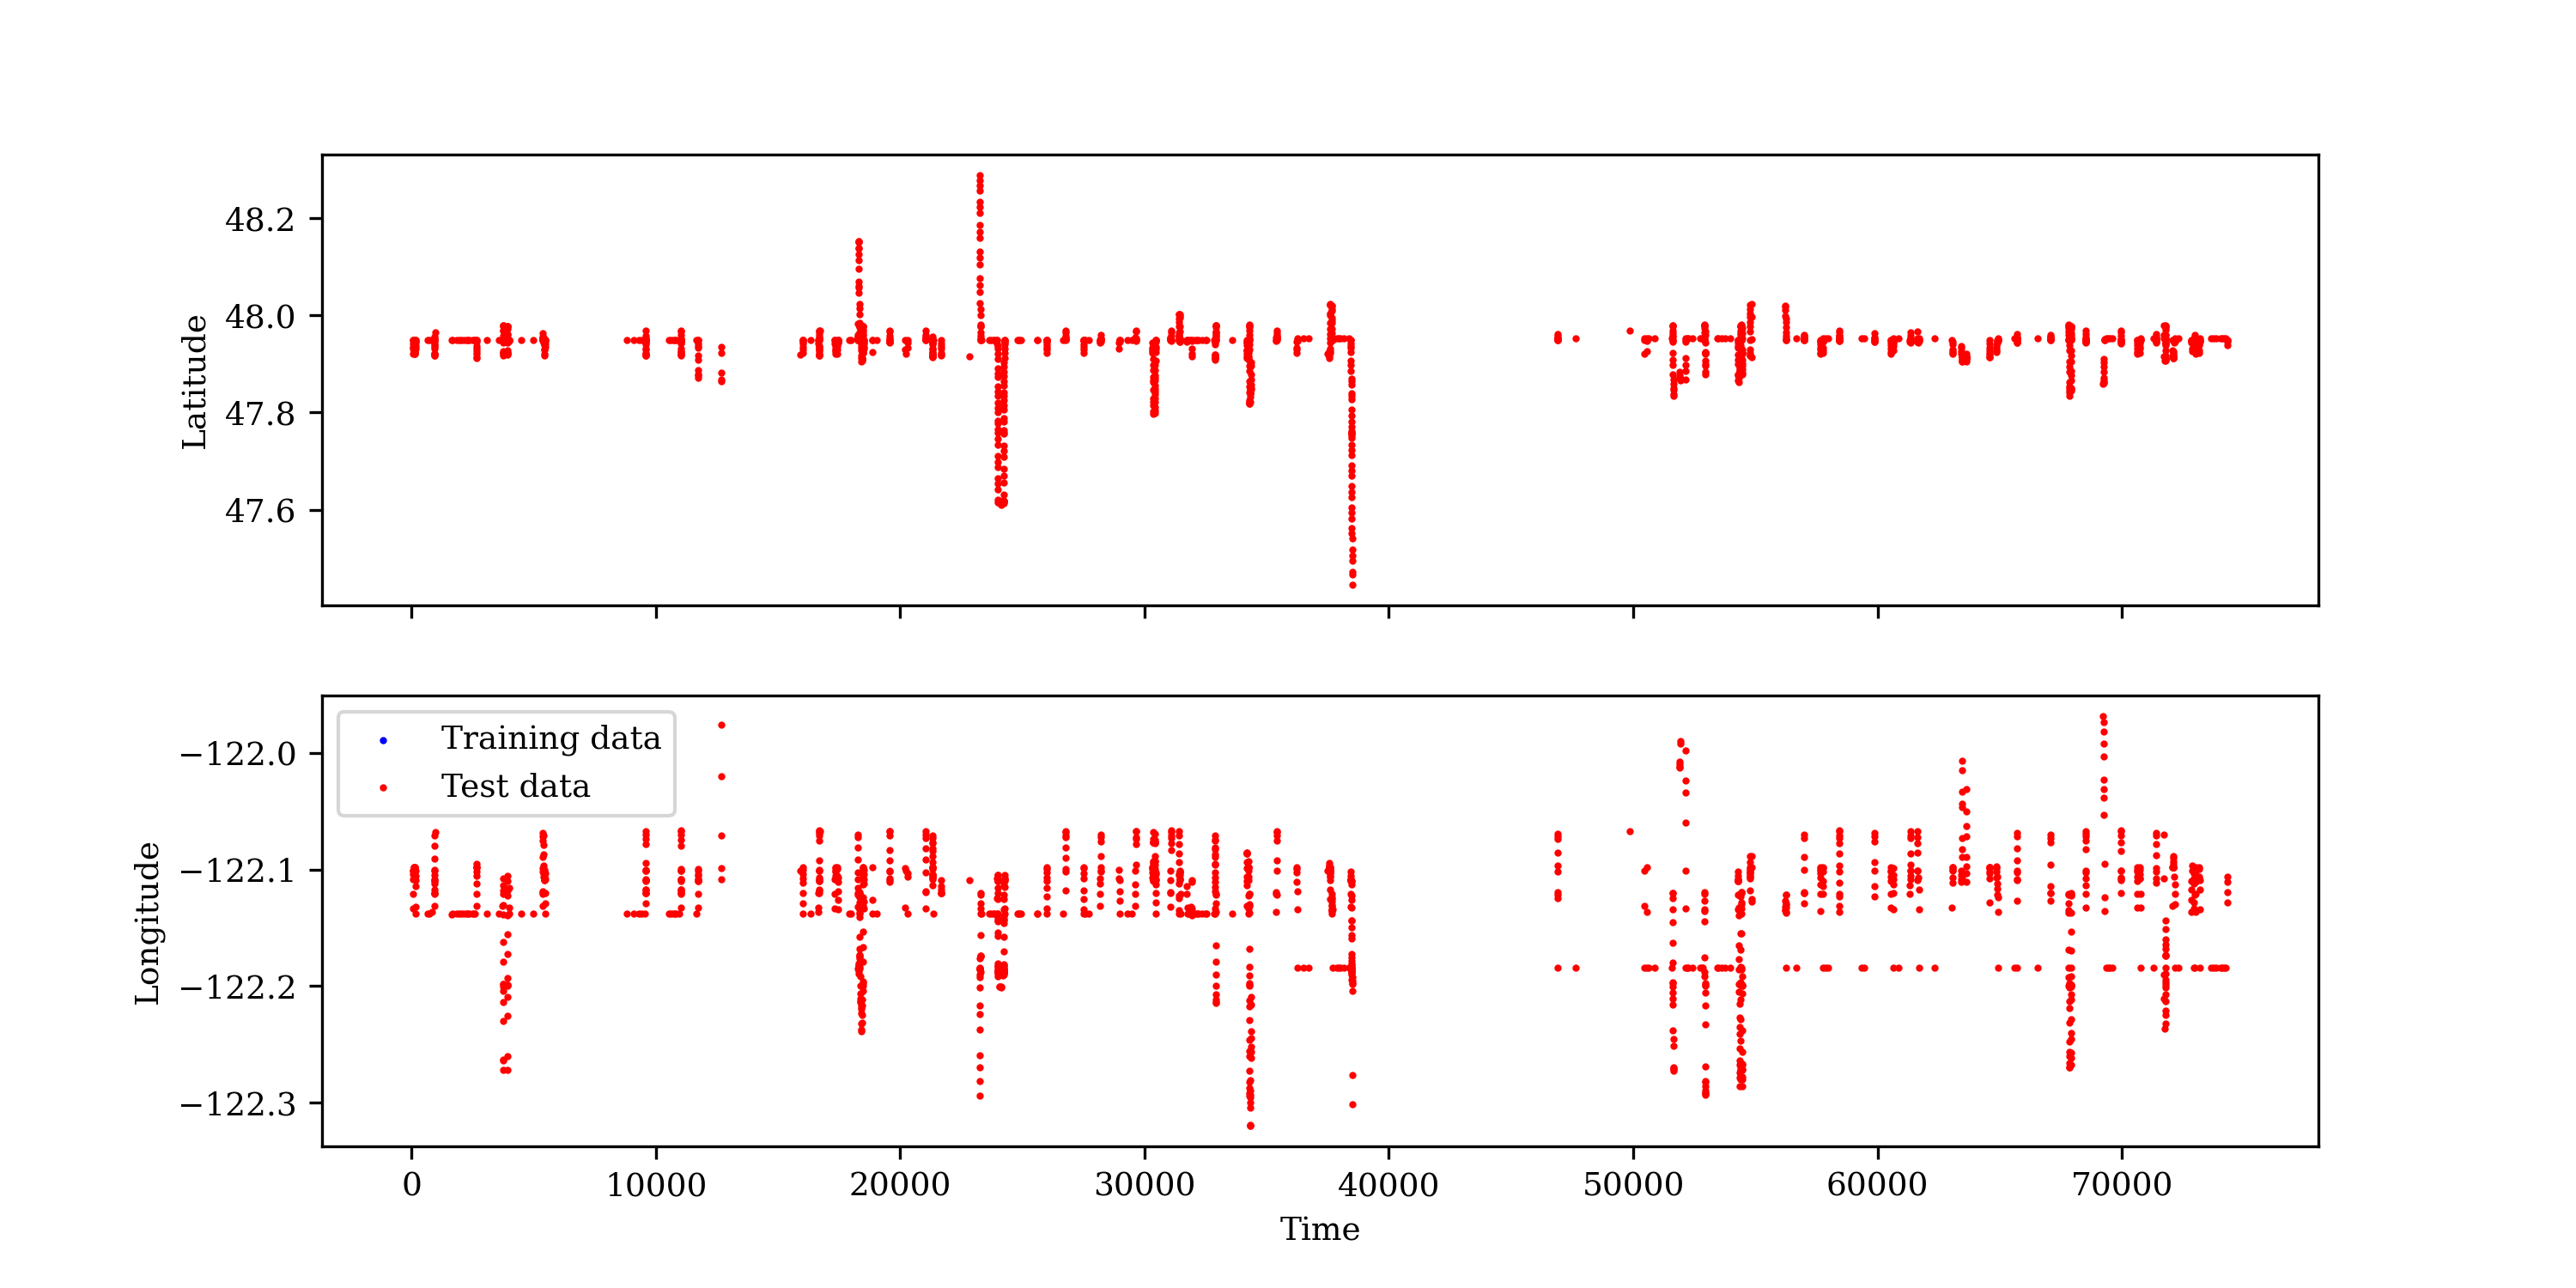 48.2
48.0
47.8
47.6
Latitude
Training data
Test data
−122.0
−122.1
−122.2
−122.3
Longitude
0 10000 20000 30000 40000 50000 60000 70000
Time